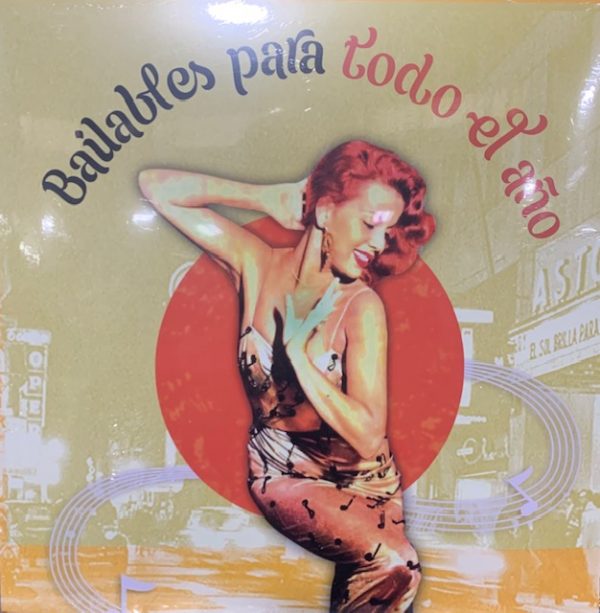 Bailables para todo el año
ASTO
EL SOL BRILLA PARA